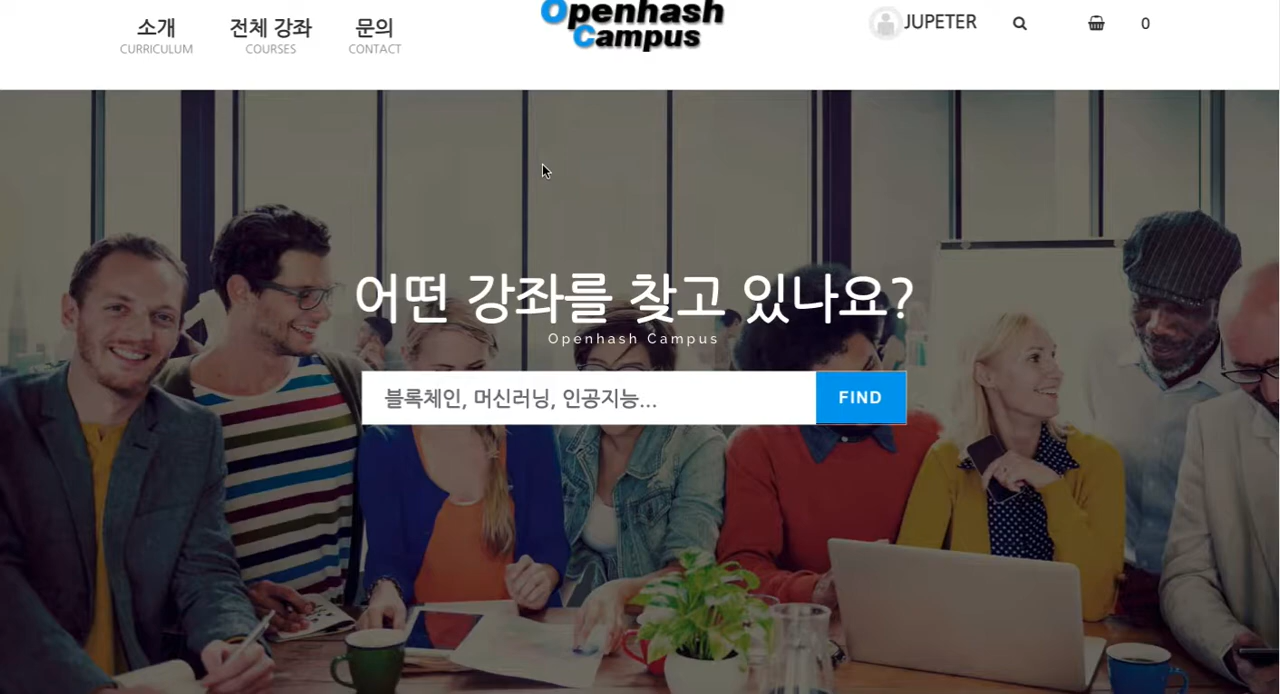 소개
CURRICULUM
전체 강좌
COURSES
문의
CONTACT
Openhash
Campus
JUPETER
0
어떤 강좌를 찾고 있나요?
Openhash Campus
블록체인, 머신러닝, 인공지능...
FIND